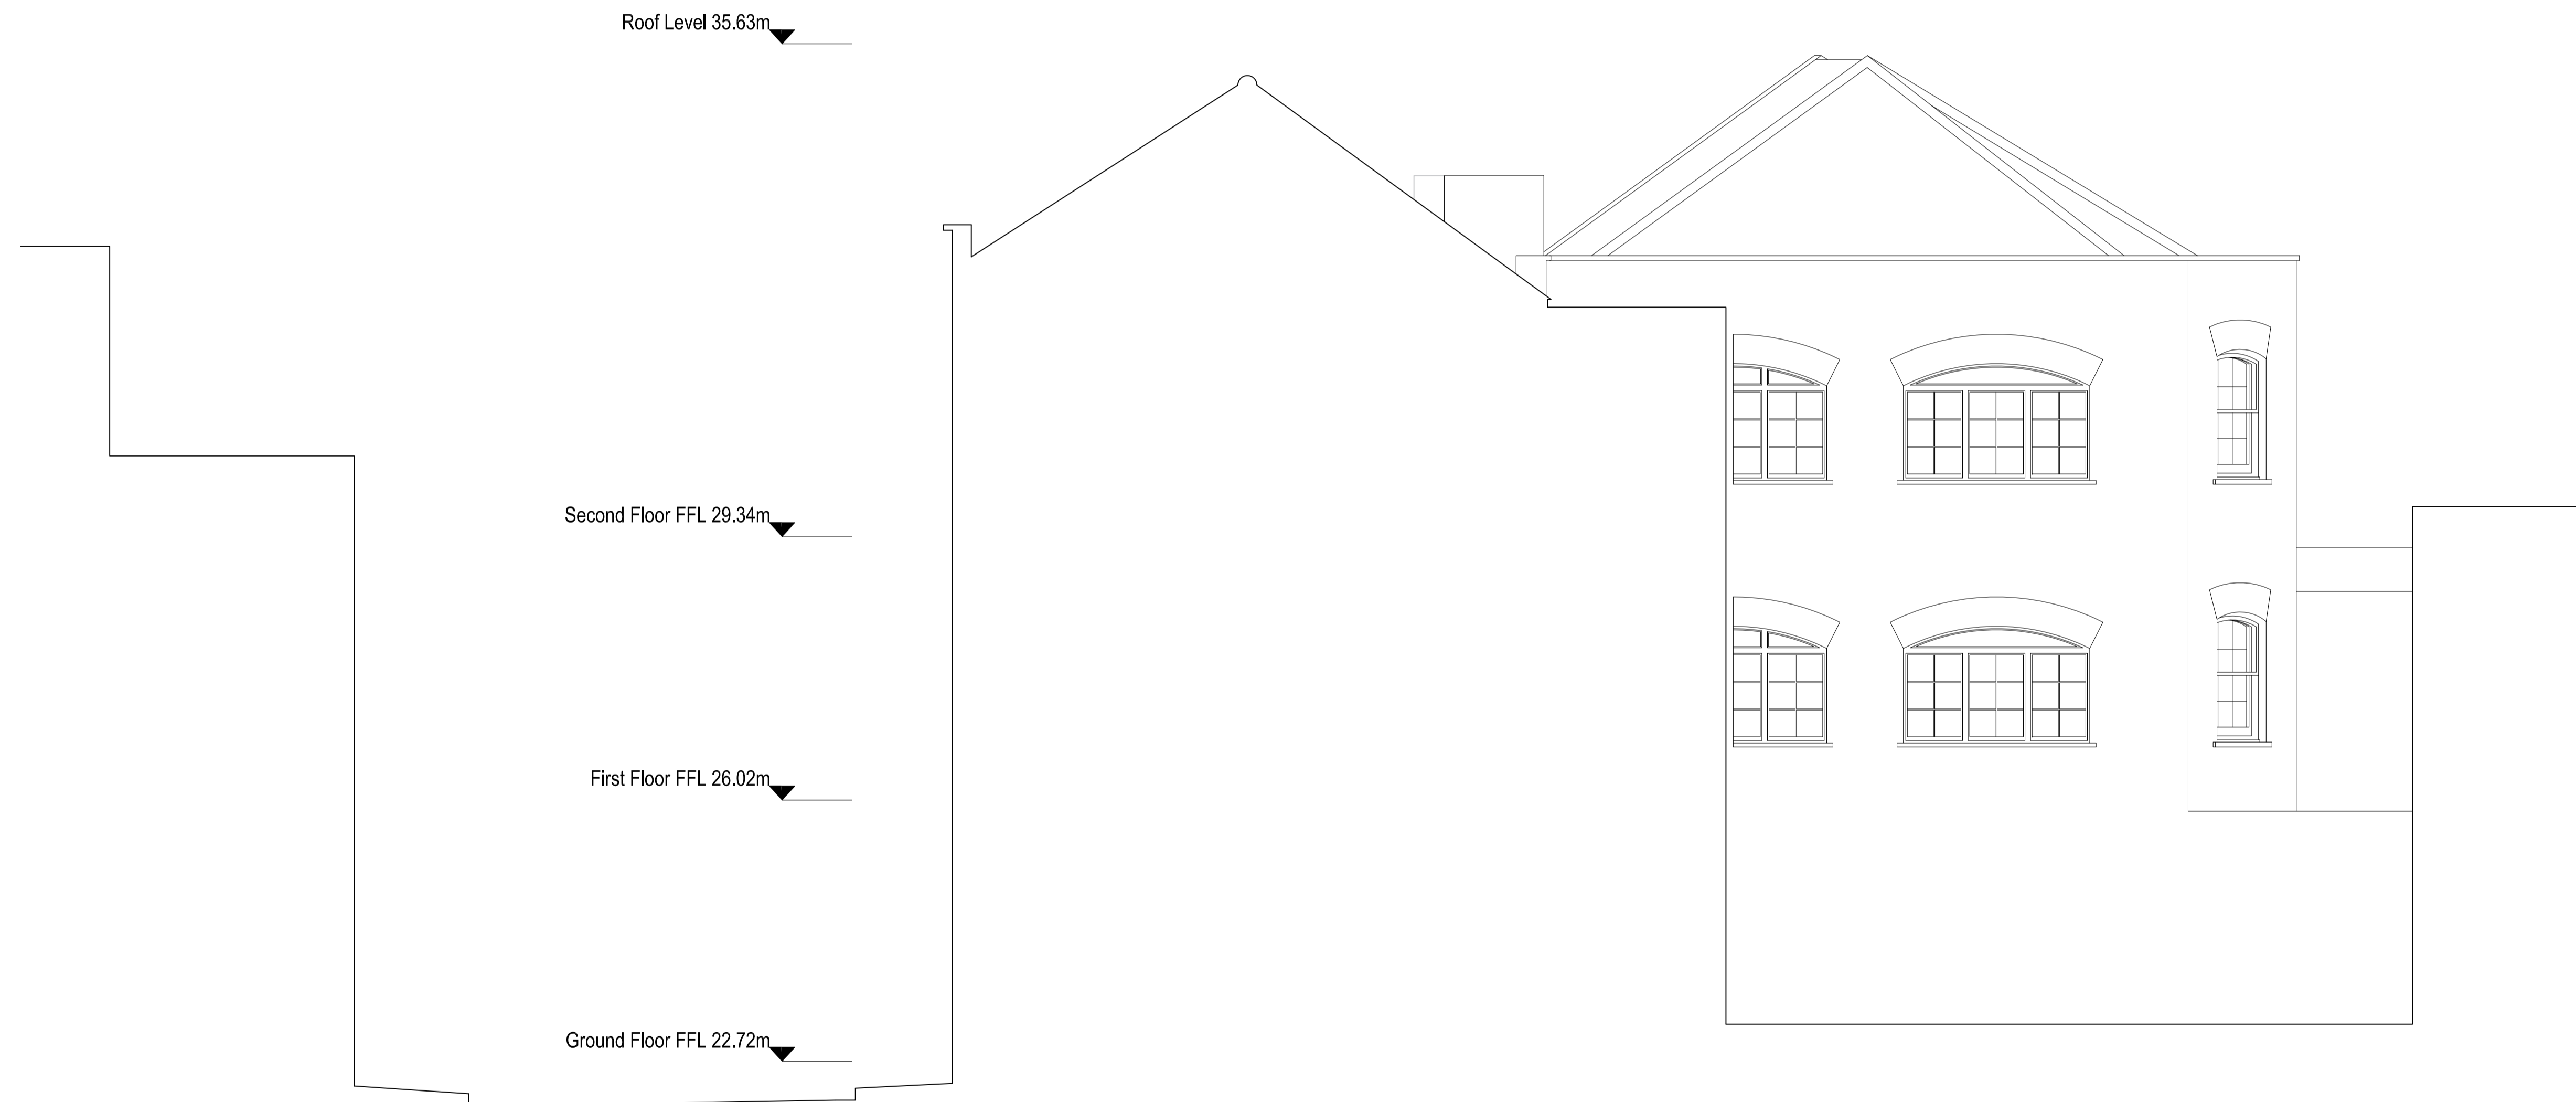 Roof Level 35.63m
Second Floor FFL 29.34m
First Floor FFL 26.02m
Ground Floor FFL 22.72m